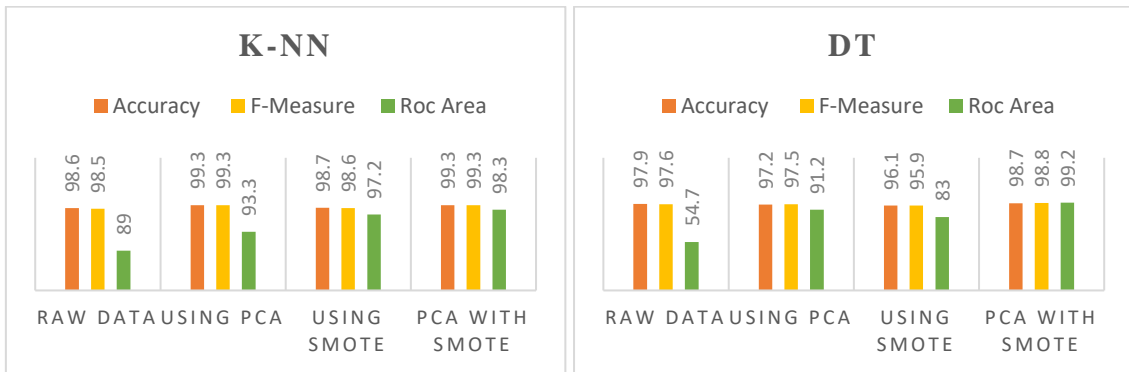 K-NN
Accuracy F-Measure Roc Area
98.6 98.5 89 99.3 99.3 93.3 98.7 98.6 97.2 99.3 99.3 98.3
RAW DATA USING PCA USING SMOTE PCA WITH SMOTE
DT
Accuracy F-Measure Roc Area
97.9 97.6 54.7 97.2 97.5 91.2 96.1 95.9 83 98.7 98.8 99.2
RAW DATA USING PCA USING SMOTE PCA WITH SMOTE